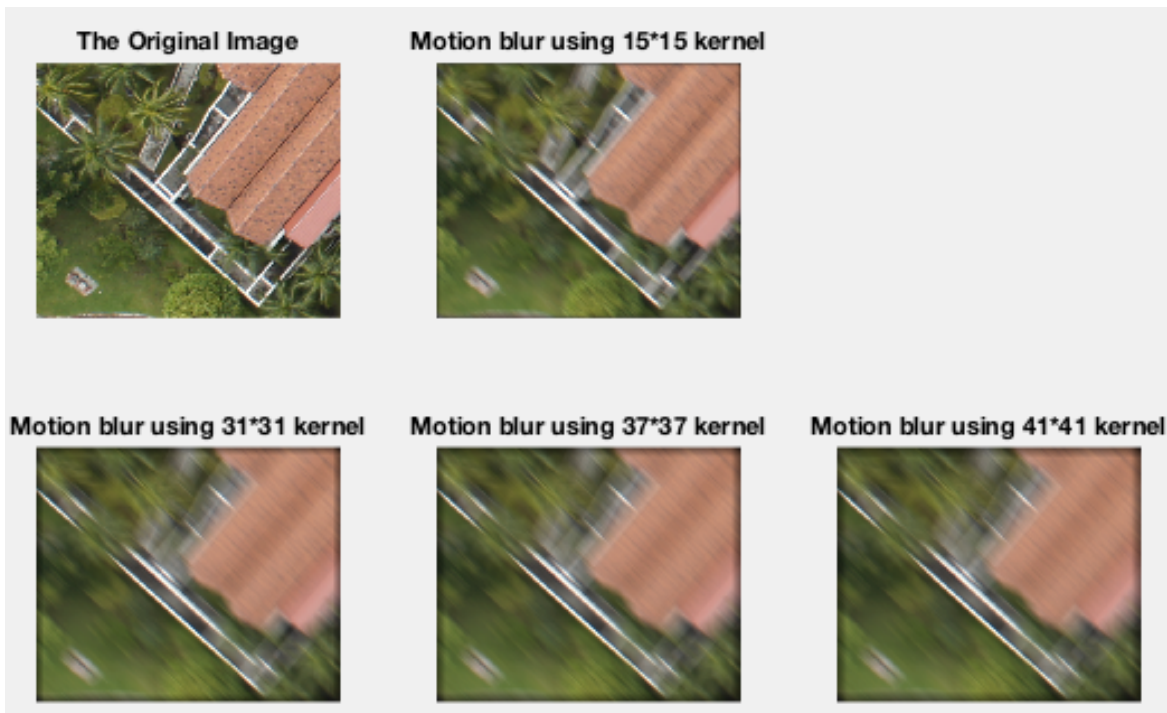 The Original Image
Motion blur using 15*15 kernel
Motion blur using 31*31 kernel
Motion blur using 37*37 kernel
Motion blur using 41*41 kernel